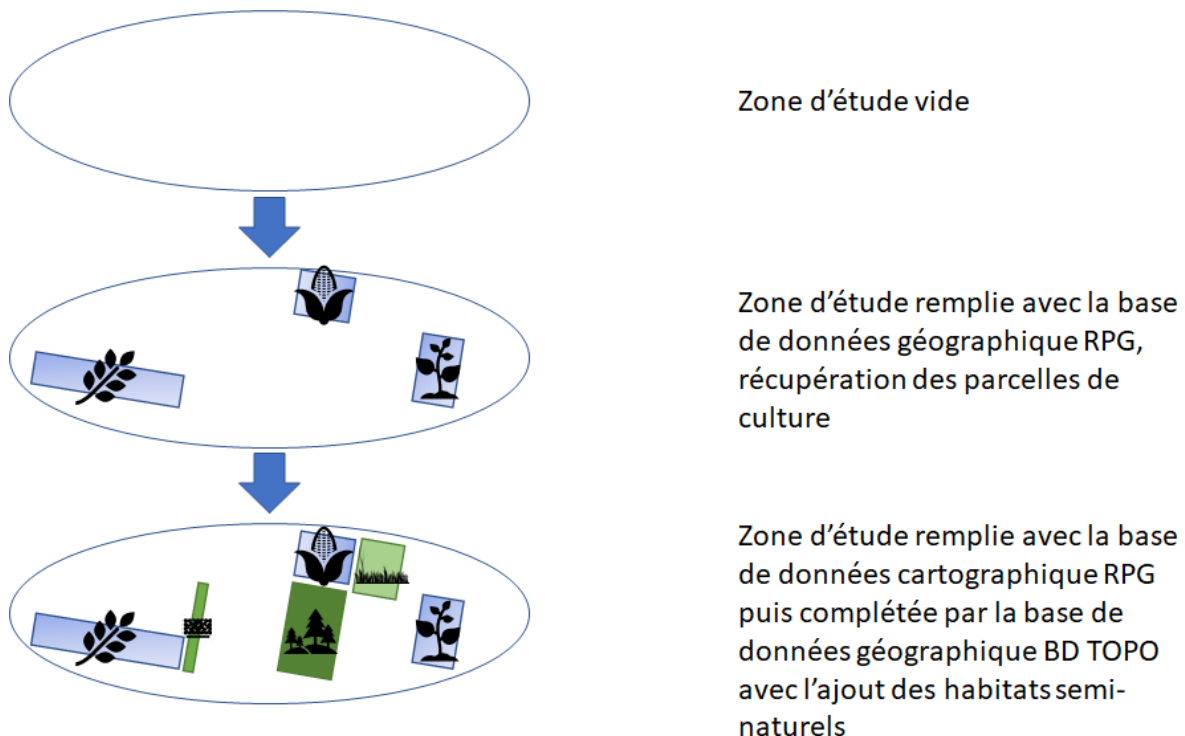 Zone d’étude vide
Zone d’étude remplie avec la base
de données géographique RPG,
récupération des parcelles de
culture
Zone d’étude remplie avec la base
de données cartographique RPG
puis complétée par la base de
données géographique BD TOPO
avec l’ajout des habitats semi-
naturels